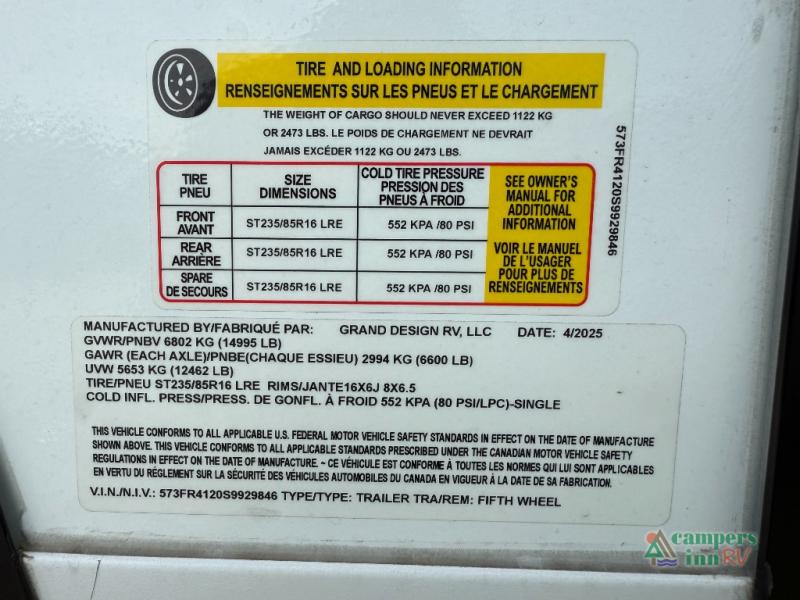 TIRE AND LOADING INFORMATION
RENSEIGNEMENTS SUR LES PNEUS ET LE CHARGEMENT
THE WEIGHT OF CARGO SHOULD NEVER EXCEED 1122 KG
OR 2473 LBS. LE POIDS DE CHARGEMENT NE DEVRAIT
JAMAIS EXCÉDER 1122 KG OU 2473 LBS.
TIRE
PNEU
SIZE
DIMENSIONS
COLD TIRE PRESSURE
PRESSION DES
PNEUS À FROID
SEE OWNER'S
MANUAL FOR
ADDITIONAL
INFORMATION
VOIR LE MANUEL
DE L'USAGER
POUR PLUS DE
RENSEIGNEMENTS
FRONT
AVANT
ST235/85R16 LRE
552 KPA /80 PSI
REAR
ARRIÈRE
ST235/85R16 LRE
552 KPA /80 PSI
SPARE
DE SECOURS
ST235/85R16 LRE
552 KPA /80 PSI
573FR4120S9929846
MANUFACTURED BY/FABRIQUÉ PAR: GRAND DESIGN RV, LLC DATE: 4/2025
GVWR/PNBV 6802 KG (14995 LB)
GAWR (EACH AXLE)/PNBE(CHAQUE ESSIEU) 2994 KG (6600 LB)
UVW 5653 KG (12462 LB)
TIRE/PNEU ST235/85R16 LRE RIMS/JANTE16X6J 8X6.5
COLD INFL. PRESS/PRESS. DE GONFL. À FROID 552 KPA (80 PSI/LPC)-SINGLE
THIS VEHICLE CONFORMS TO ALL APPLICABLE U.S. FEDERAL MOTOR VEHICLE SAFETY STANDARDS IN EFFECT ON THE DATE OF MANUFACTURE
SHOWN ABOVE. THIS VEHICLE CONFORMS TO ALL APPLICABLE STANDARDS PRESCRIBED UNDER THE CANADIAN MOTOR VEHICLE SAFETY
REGULATIONS IN EFFECT ON THE DATE OF MANUFACTURE. ~ CE VÉHICULE EST CONFORME À TOUTES LES NORMES QUI LUI SONT APPLICABLES
EN VERTU DU RÈGLEMENT SUR LA SÉCURITÉ DES VÉHICULES AUTOMOBILES DU CANADA EN VIGUEUR À LA DATE DE SA FABRICATION.
V.I.N./N.I.V.: 573FR4120S9929846 TYPE/TYPE: TRAILER TRA/REM: FIFTH WHEEL
campers
inn RV